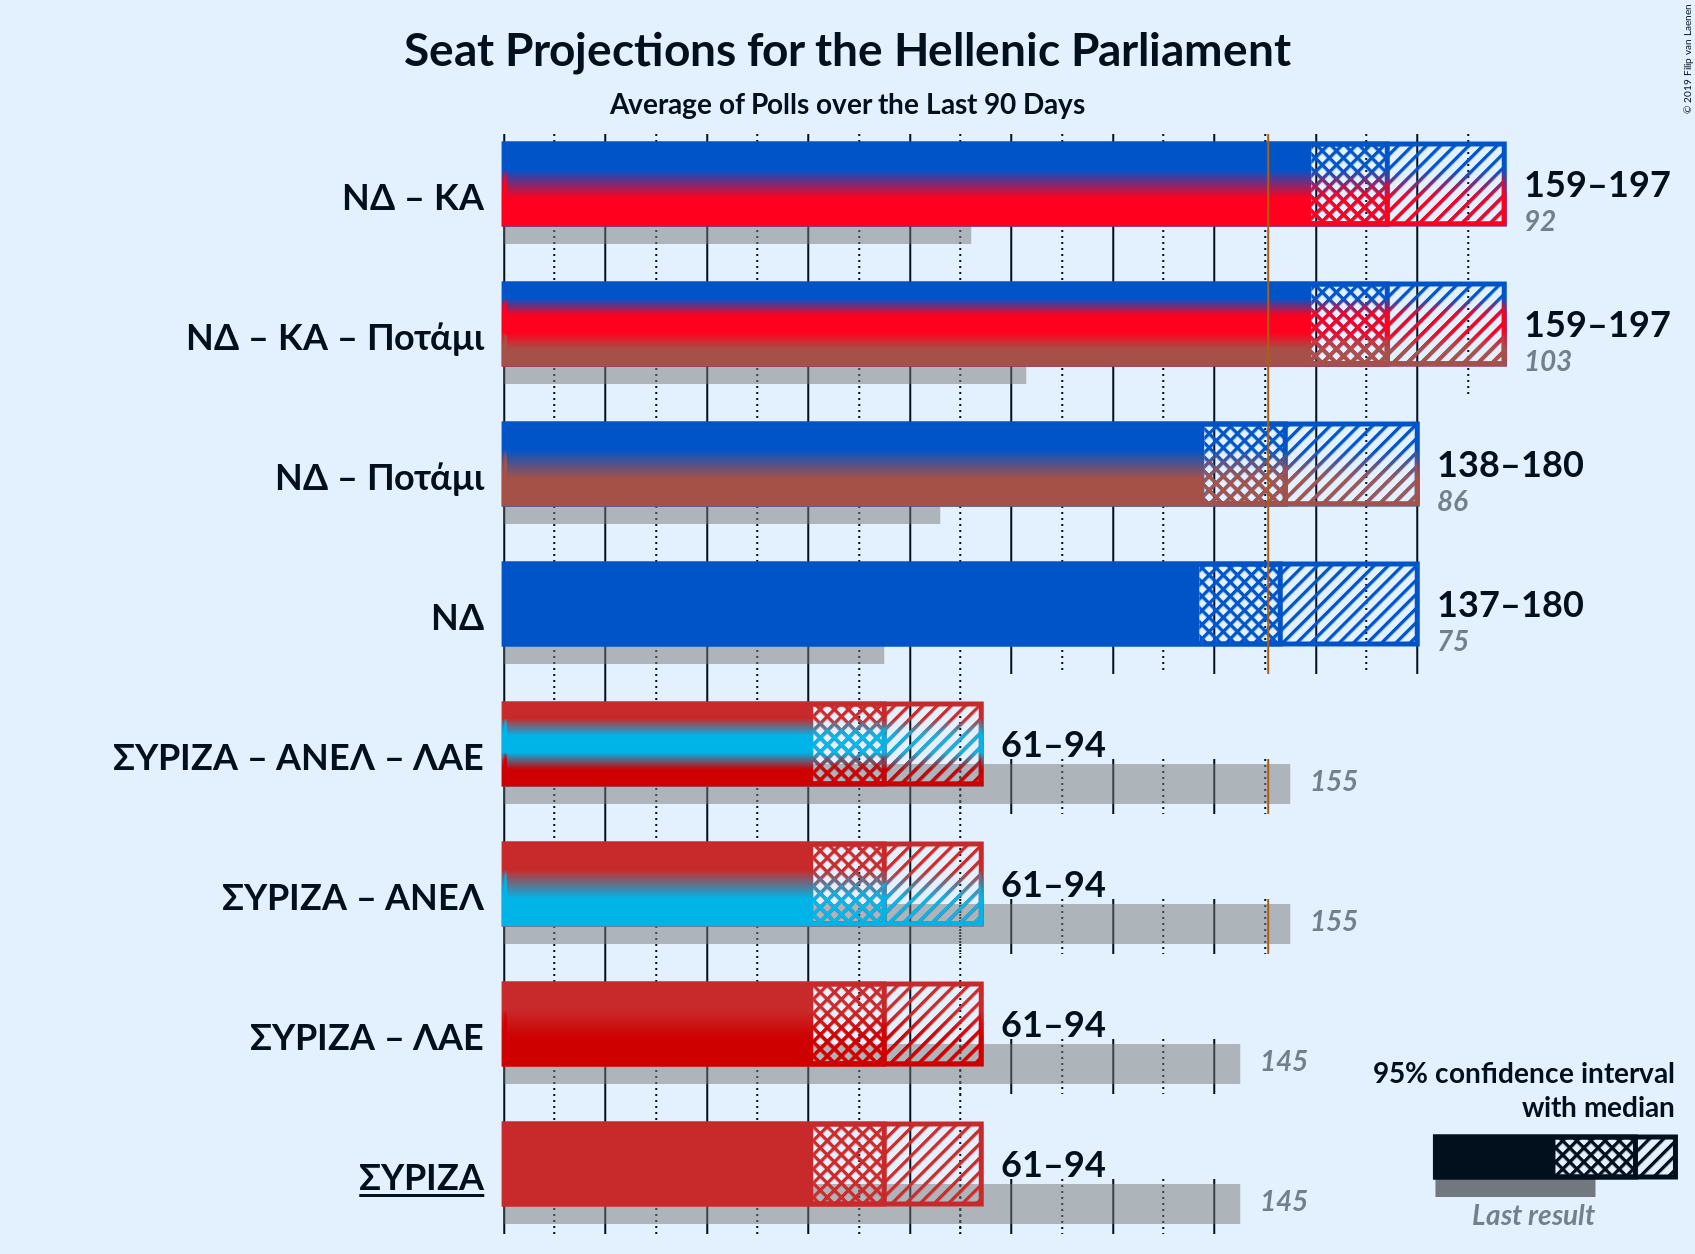 Seat Projections for the Hellenic Parliament
Average of Polls over the Last 90 Days
© 2019 Filip van Laenen
ΝΔ – ΚΑ
159–197
92
ΝΔ – ΚΑ – Ποτάμι
159–197
103
ΝΔ – Ποτάμι
138–180
86
ΝΔ
137–180
75
ΣΥΡΙΖΑ – ΑΝΕΛ – ΛΑΕ
61–94
155
ΣΥΡΙΖΑ – ΑΝΕΛ
61–94
155
ΣΥΡΙΖΑ – ΛΑΕ
61–94
145
ΣΥΡΙΖΑ
61–94
145
95% confidence interval
with median
Last result